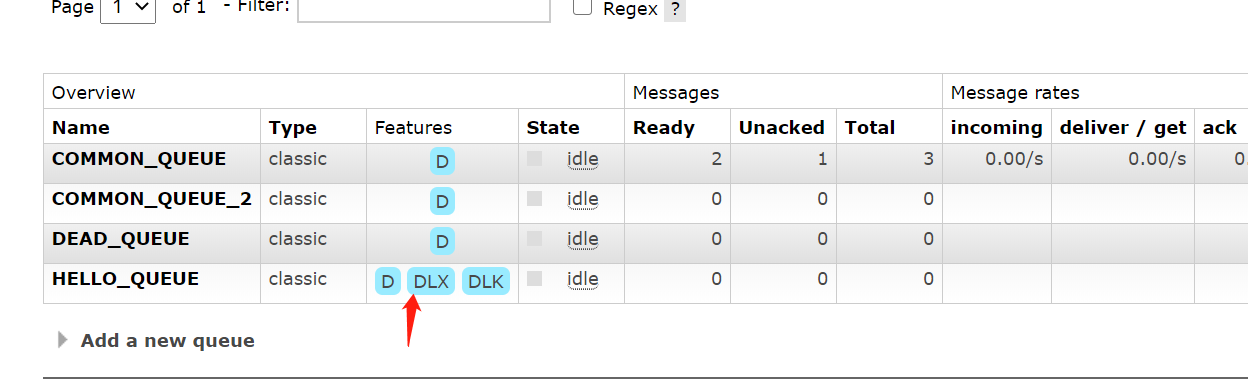 Page 1 of 1 - Filter: Regex ?
Overview Messages Message rates
Name Type Features State Ready Unacked Total incoming deliver / get ack
COMMON_QUEUE classic D idle 2 1 3 0.00/s 0.00/s 0.
COMMON_QUEUE_2 classic D idle 0 0 0
DEAD_QUEUE classic D idle 0 0 0
HELLO_QUEUE classic D DLX DLK idle 0 0 0
Add a new queue